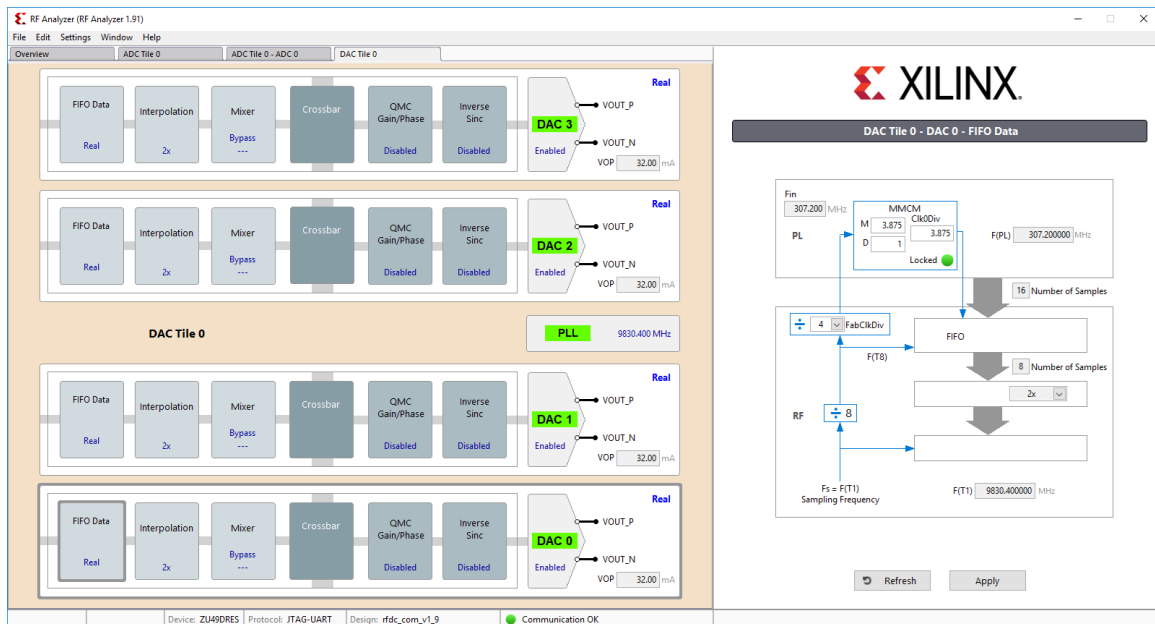 RF Analyzer (RF Analyzer 1.91)
File Edit Settings Window Help
Overview
ADC Tile 0
ADC Tile 0 - ADC 0
DAC Tile 0
Real
FIFO Data
Real
Interpolation
2x
Mixer
Bypass
---
Crossbar
QMC
Gain/Phase
Disabled
Inverse
Sinc
Disabled
DAC 3
Enabled
VOUT_P
VOUT_N
VOP 32.00 mA
Real
FIFO Data
Real
Interpolation
2x
Mixer
Bypass
---
Crossbar
QMC
Gain/Phase
Disabled
Inverse
Sinc
Disabled
DAC 2
Enabled
VOUT_P
VOUT_N
VOP 32.00 mA
DAC Tile 0
PLL 9830.400 MHz
Real
FIFO Data
Real
Interpolation
2x
Mixer
Bypass
---
Crossbar
QMC
Gain/Phase
Disabled
Inverse
Sinc
Disabled
DAC 1
Enabled
VOUT_P
VOUT_N
VOP 32.00 mA
Real
FIFO Data
Real
Interpolation
2x
Mixer
Bypass
---
Crossbar
QMC
Gain/Phase
Disabled
Inverse
Sinc
Disabled
DAC 0
Enabled
VOUT_P
VOUT_N
VOP 32.00 mA
XILINX.
DAC Tile 0 - DAC 0 - FIFO Data
Fin
307.200 MHz
PL
MMCM
M 3.875
Clk0Div
3.875
D 1
Locked
F(PL) 307.200000 MHz
16 Number of Samples
÷ 4 FabClkDiv
FIFO
F(T8)
8 Number of Samples
2x
RF
÷ 8
Fs = F(T1)
Sampling Frequency
F(T1) 9830.400000 MHz
Refresh
Apply
Device: ZU49DRES
Protocol: JTAG-UART
Design: rfdc_com_v1_9
Communication OK